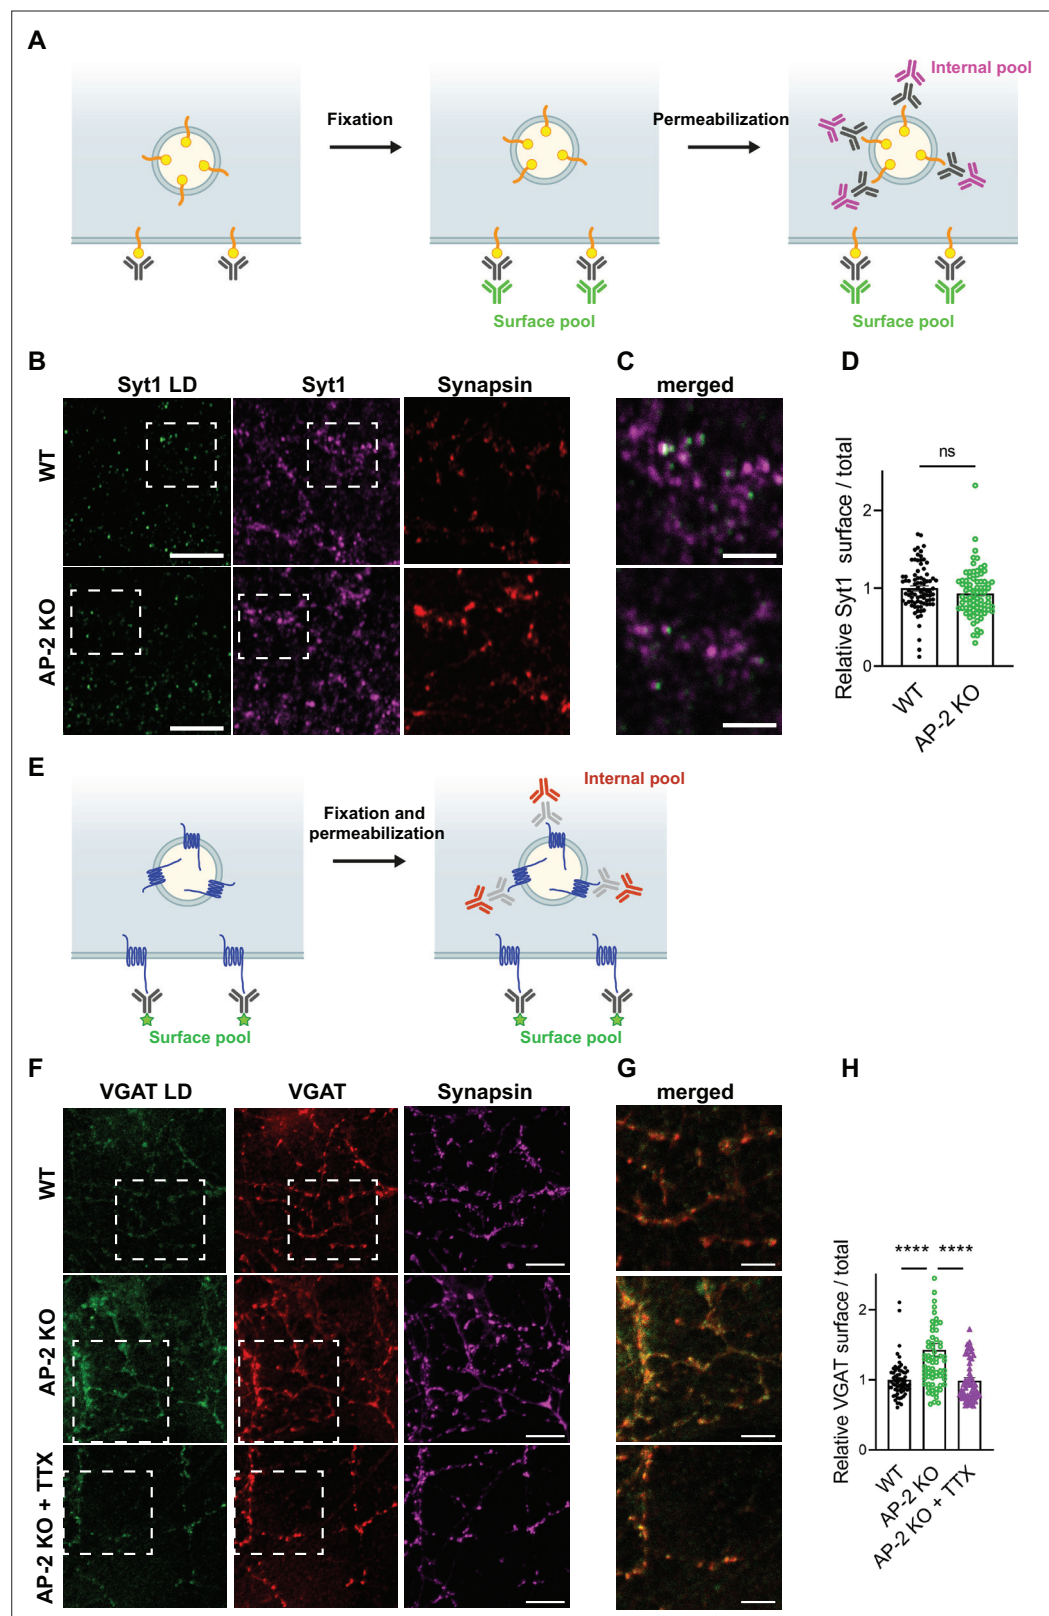 A
Internal pool
Fixation
Permeabilization
Surface pool
Surface pool
B
C
D
Syt1 LD
Syt1
Synapsin
merged
WT
AP-2 KO
Relative Syt1 surface / total
ns
2
1
0
WT
AP-2 KO
E
Internal pool
Fixation and
permeabilization
Surface pool
Surface pool
F
G
H
VGAT LD
VGAT
Synapsin
merged
WT
AP-2 KO
AP-2 KO + TTX
Relative VGAT surface / total
**** ****
2
1
0
WT
AP-2 KO
AP-2 KO + TTX